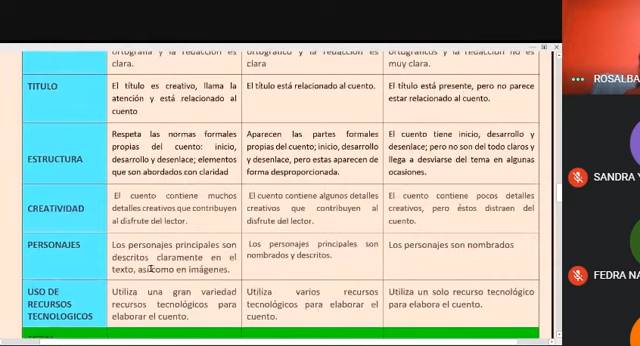 ortografía y la redacción es
clara.
ortográfico y la redacción es
clara
ortográficos y la redacción no es
muy clara.
TITULO
El título es creativo, llama la
atención y está relacionado al
cuento
El título está relacionado al cuento.
El título está presente, pero no parece
estar relacionado al cuento.
ESTRUCTURA
Respeta las normas formales
propias del cuento: inicio,
desarrollo y desenlace; elementos
que son abordados con claridad
Aparecen las partes formales
propias del cuento; inicio, desarrollo
y desenlace, pero estas aparecen de
forma desproporcionada.
El cuento tiene inicio, desarrollo y
desenlace; pero no son del todo claros y
llega a desviarse del tema en algunas
ocasiones.
CREATIVIDAD
El cuento contiene muchos
detalles creativos que contribuyen
al disfrute del lector.
El cuento contiene algunos detalles
creativos que contribuyen al
disfrute del lector.
El cuento contiene pocos detalles
creativos, pero éstos distraen del
cuento.
PERSONAJES
Los personajes principales son
descritos claramente en el
texto, así como en imágenes.
Los personajes principales son
nombrados y descritos.
Los personajes son nombrados
USO DE
RECURSOS
TECNOLOGICOS
Utiliza una gran variedad
recursos tecnológicos para
elaborar el cuento.
Utiliza varios recursos
tecnológicos para elaborar el
cuento.
Utiliza un solo recurso tecnológico
para elabora el cuento.
ROSALBA
SANDRA Y
FEDRA NA